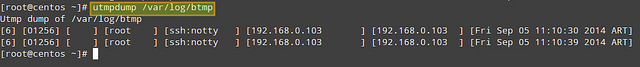 [root@centos ~]# utmpdump /var/log/btmp
Utmp dump of /var/log/btmp
[6] [01256] [    ] [root    ] [ssh:notty   ] [192.168.0.103       ] [192.168.0.103  ] [Fri Sep 05 11:10:30 2014 ART]
[6] [01256] [    ] [root    ] [ssh:notty   ] [192.168.0.103       ] [192.168.0.103  ] [Fri Sep 05 11:10:39 2014 ART]
[root@centos ~]#